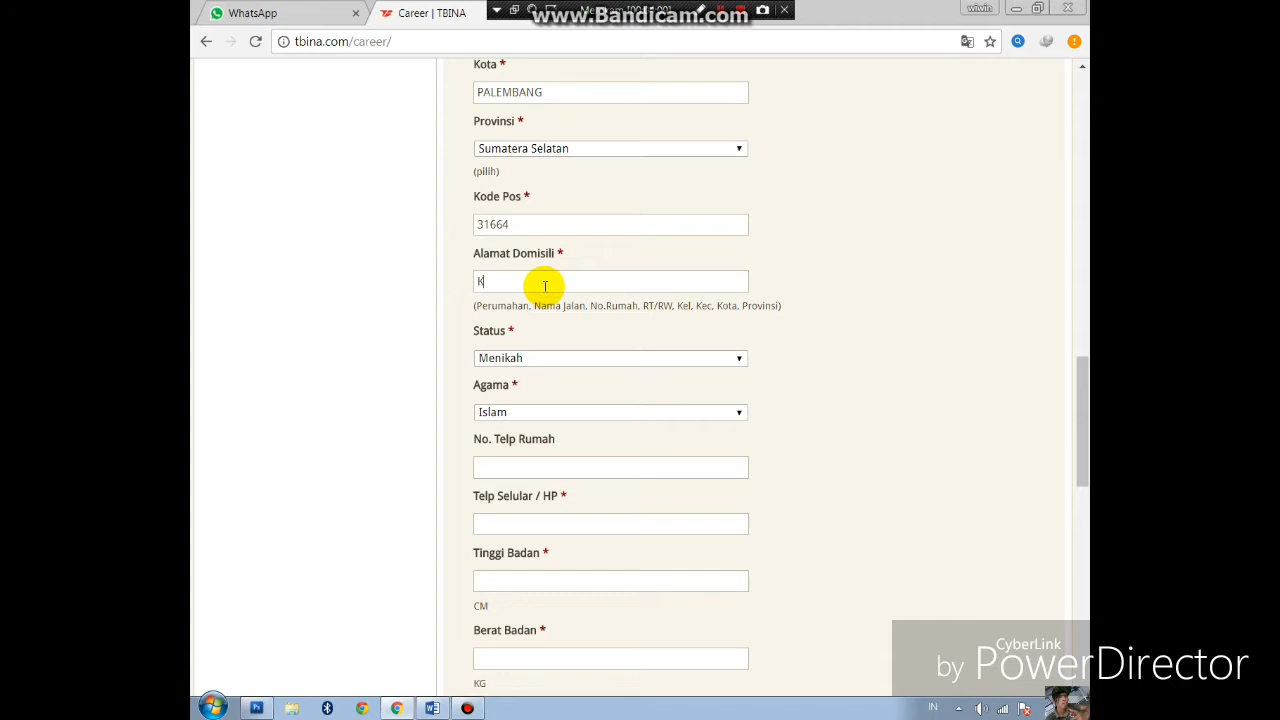 WhatsApp
Career | TBINA
www.Bandicam.com
wivin
tbina.com/career/
Kota *
PALEMBANG
Provinsi *
Sumatera Selatan
(pilih)
Kode Pos *
31664
Alamat Domisili *
K
(Perumahan, Nama Jalan, No.Rumah, RT/RW, Kel, Kec, Kota, Provinsi)
Status *
Menikah
Agama *
Islam
No. Telp Rumah
Telp Selular / HP *
Tinggi Badan *
CM
Berat Badan *
KG
CyberLink
by PowerDirector
IN